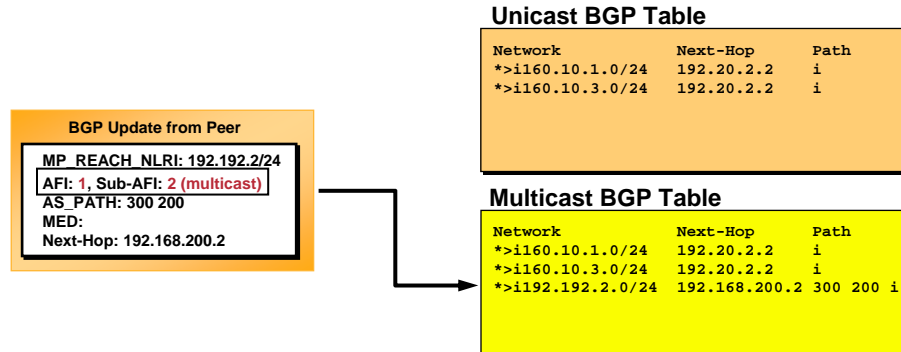 Unicast BGP Table
Network Next-Hop Path
*>i160.10.1.0/24 192.20.2.2 i
*>i160.10.3.0/24 192.20.2.2 i
BGP Update from Peer
MP_REACH_NLRI: 192.192.2/24
AFI: 1, Sub-AFI: 2 (multicast)
AS_PATH: 300 200
MED:
Next-Hop: 192.168.200.2
Multicast BGP Table
Network Next-Hop Path
*>i160.10.1.0/24 192.20.2.2 i
*>i160.10.3.0/24 192.20.2.2 i
*>i192.192.2.0/24 192.168.200.2 300 200 i